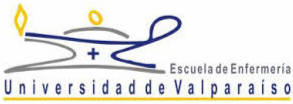 Escuela de Enfermería
Universidad de Valparaíso